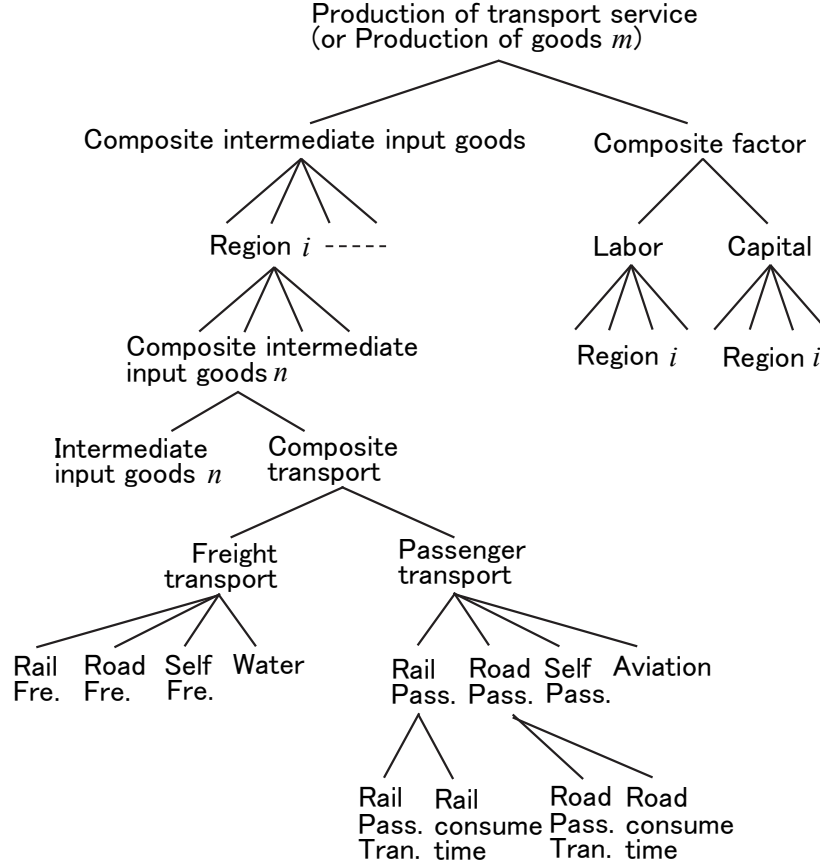 Production of transport service
(or Production of goods m)
Composite intermediate input goods
Composite factor
Region i -----
Labor
Capital
Composite intermediate
input goods n
Region i
Region i
Intermediate
input goods n
Composite
transport
Freight
transport
Passenger
transport
Rail
Fre.
Road
Fre.
Self
Fre.
Water
Rail
Pass.
Road
Pass.
Self
Pass.
Aviation
Rail
Pass.
Tran.
Rail
consume
time
Road
Pass.
Tran.
Road
consume
time